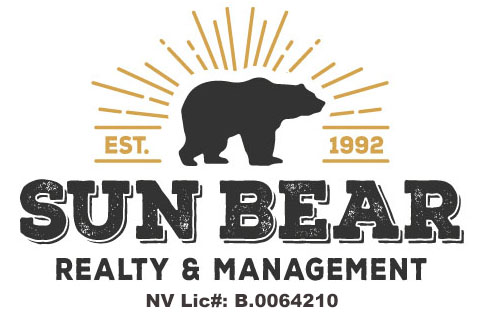 EST. 1992
SUN BEAR
REALTY & MANAGEMENT
NV Lic#: B.0064210